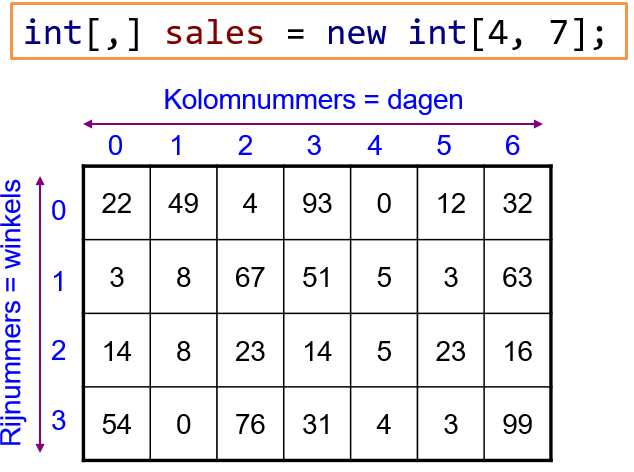 int[,] sales = new int[4, 7];
Kolomnummers = dagen
0 1 2 3 4 5 6
Rijnummers = winkels
0 22 49 4 93 0 12 32
1 3 8 67 51 5 3 63
2 14 8 23 14 5 23 16
3 54 0 76 31 4 3 99